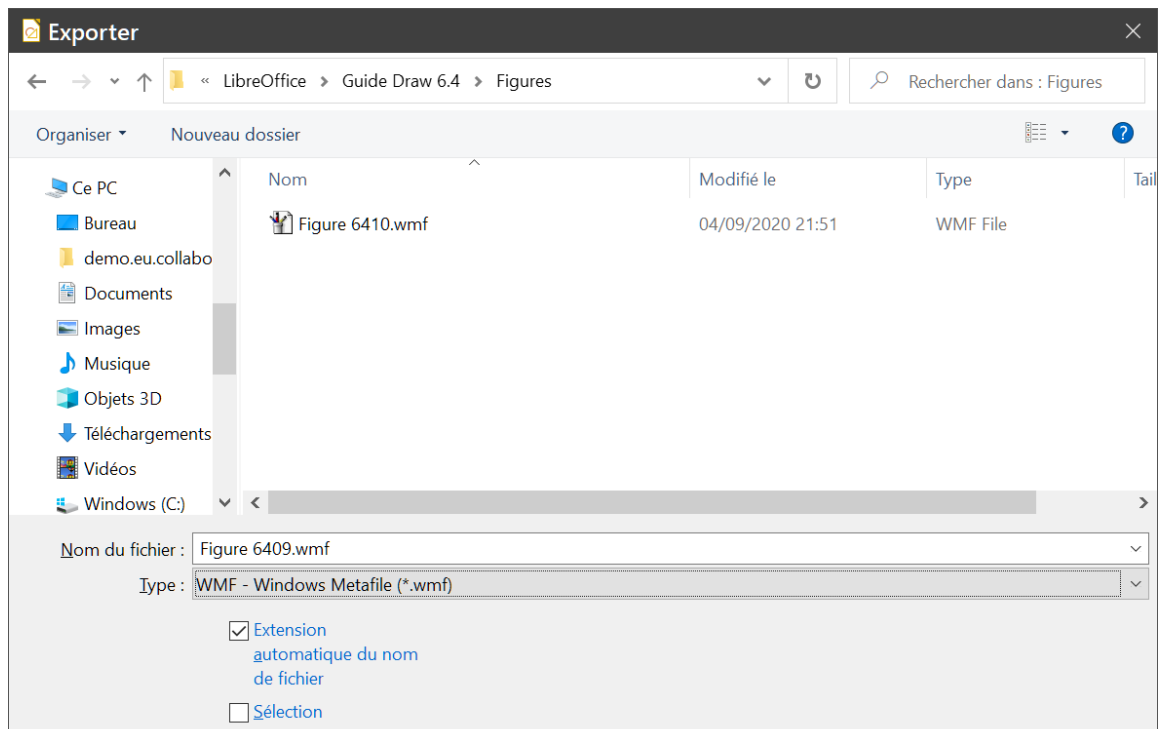 Exporter
« LibreOffice > Guide Draw 6.4 > Figures
Rechercher dans : Figures
Organiser
Nouveau dossier
Nom
Modifié le
Type
Tail
Ce PC
Bureau
demo.eu.collabo
Documents
Images
Musique
Objets 3D
Téléchargements
Vidéos
Windows (C:)
Figure 6410.wmf
04/09/2020 21:51
WMF File
Nom du fichier : Figure 6409.wmf
Type : WMF - Windows Metafile (*.wmf)
Extension
automatique du nom
de fichier
Sélection